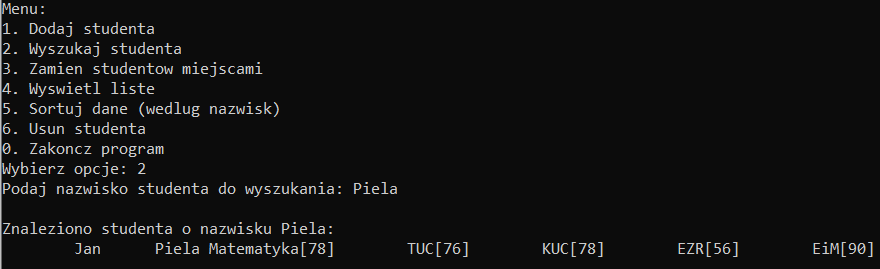 Menu:
1. Dodaj studenta
2. Wyszukaj studenta
3. Zamien studentow miejscami
4. Wyswietl liste
5. Sortuj dane (wedlug nazwisk)
6. Usun studenta
0. Zakoncz program
Wybierz opcje: 2
Podaj nazwisko studenta do wyszukania: Piela
Znaleziono studenta o nazwisku Piela:
Jan Piela Matematyka[78] TUC[76] KUC[78] EZR[56] EiM[90]